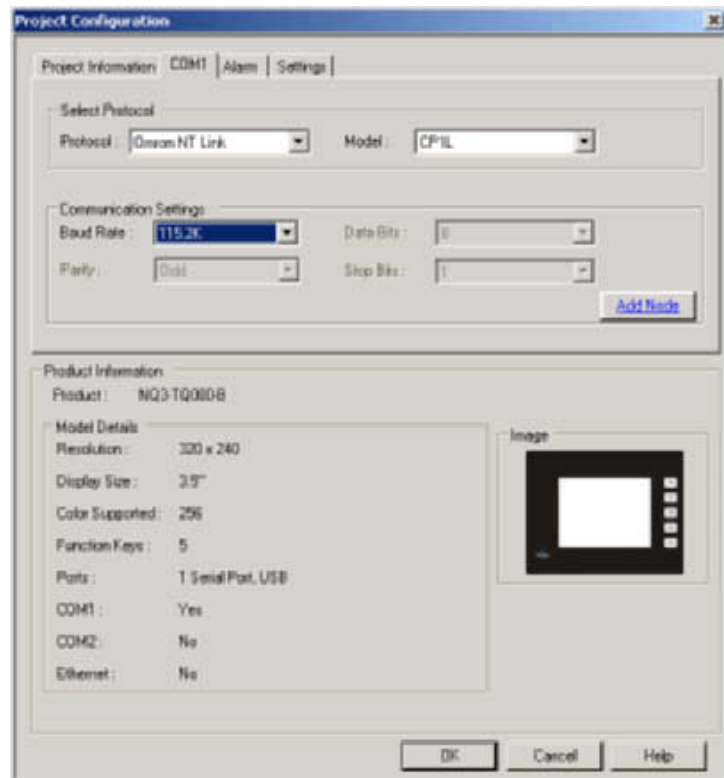 Project Configuration
Project Information COM1 Alarm Settings
Select Protocol
Protocol : Omron NT Link Model : CP1L
Communication Settings
Baud Rate : 115.2K Data Bits : 8
Parity : Odd Stop Bits : 1
Add Node
Product Information
Product : NQ3-TQ000-B
Model Details
Resolution : 320 x 240
Display Size : 3.5"
Color Supported : 256
Function Keys : 5
Ports : 1 Serial Port, USB
COM1 : Yes
COM2 : No
Ethernet : No
Image
OK Cancel Help